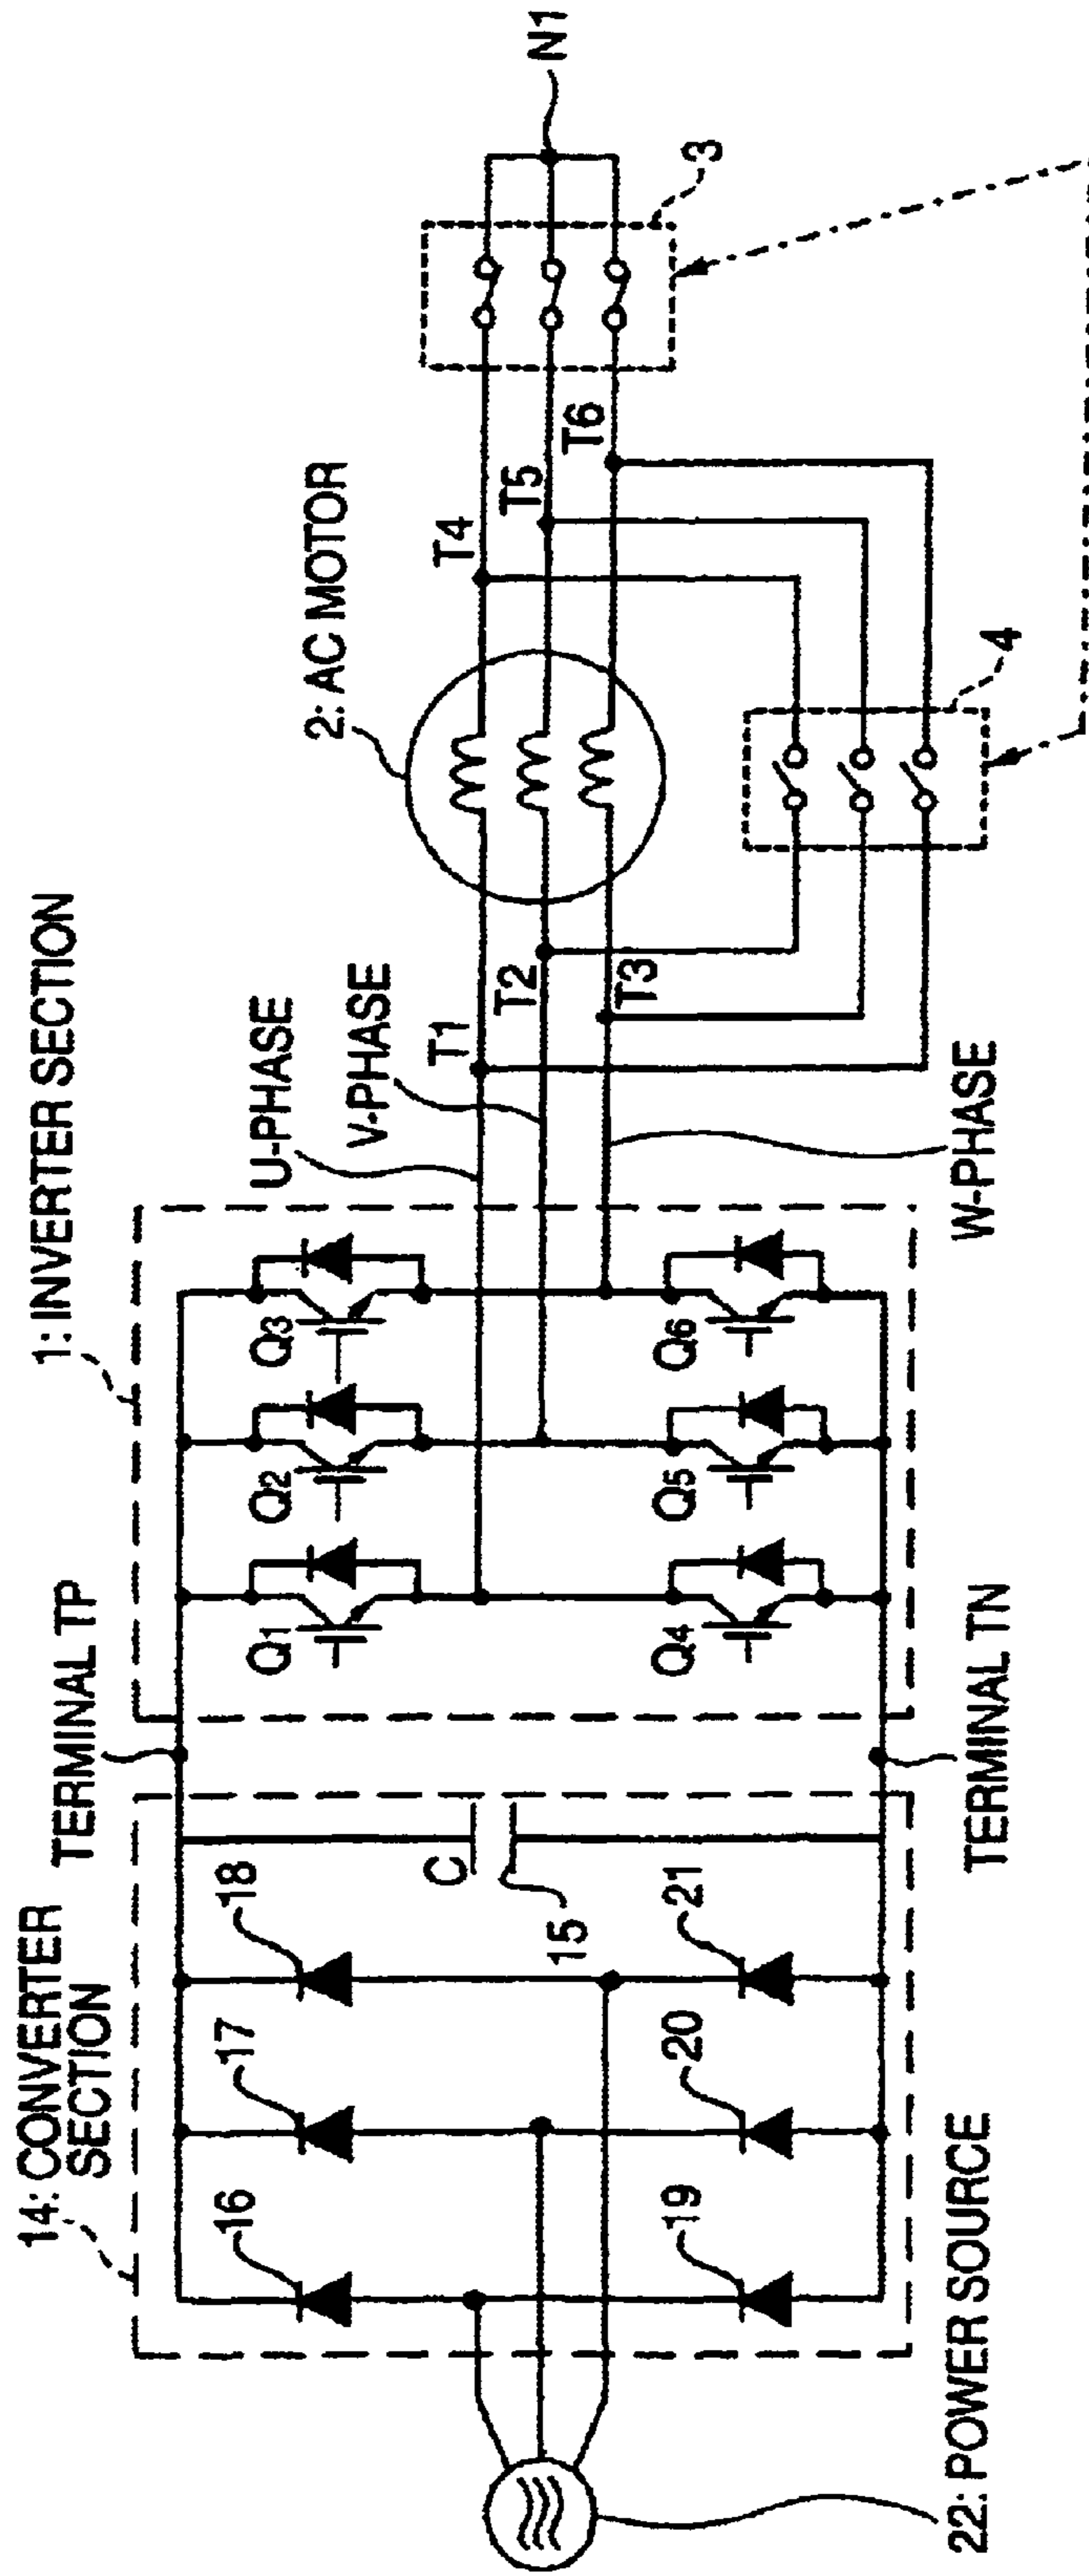 14: CONVERTER
SECTION
TERMINAL TP
1: INVERTER SECTION
16
17
18
C
15
19
20
21
22: POWER SOURCE
TERMINAL TN
Q1
Q2
Q3
Q4
Q5
Q6
U-PHASE
V-PHASE
W-PHASE
T1
T2
T3
2: AC MOTOR
T4
T5
T6
3
4
N1